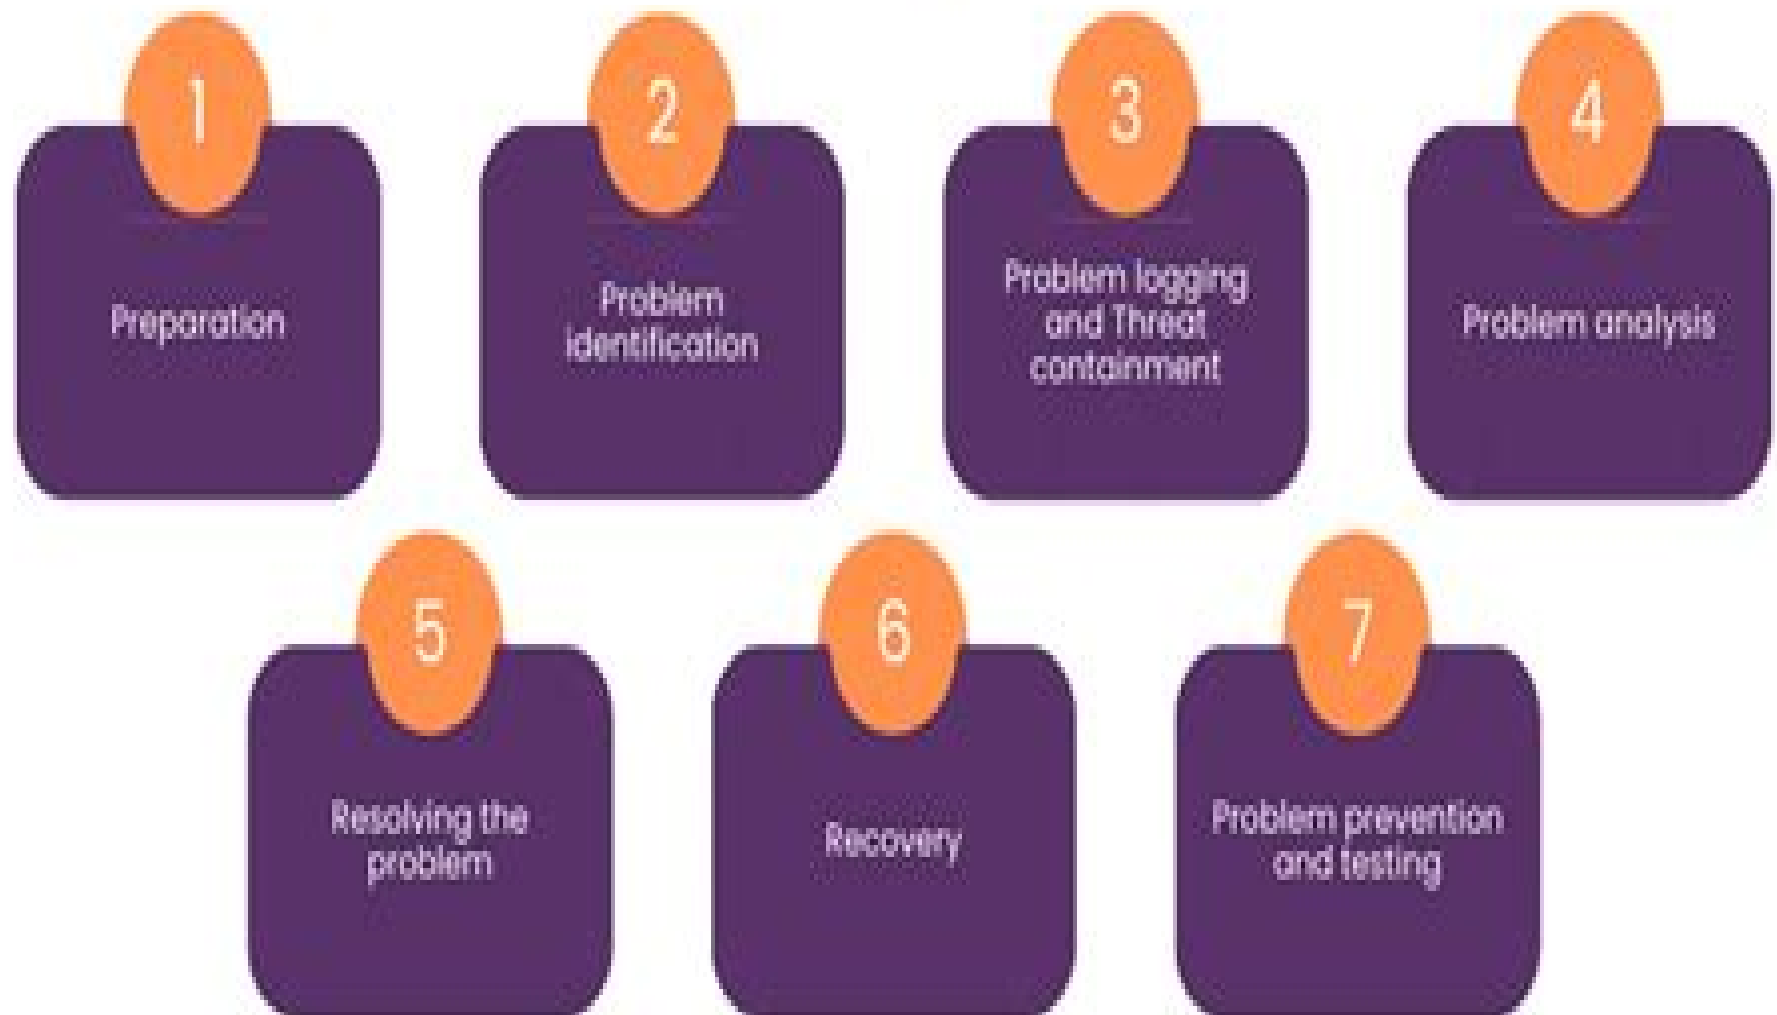 1
Preparation
2
Problem
identification
3
Problem logging
and Threat
containment
4
Problem analysis
5
Resolving the
problem
6
Recovery
7
Problem prevention
and testing